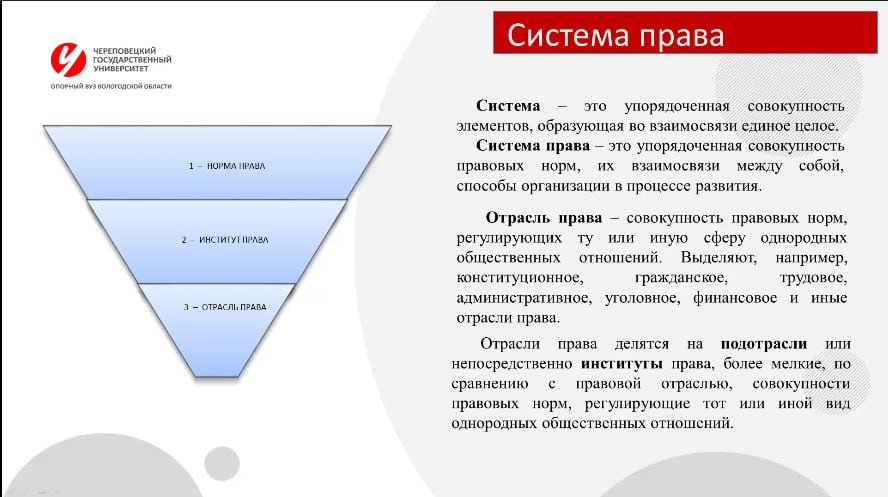 Система права
ЧЕРЕПОВЕЦКИЙ
ГОСУДАРСТВЕННЫЙ
УНИВЕРСИТЕТ
ОПОРНЫЙ ВУЗ ВОЛОГОДСКОЙ ОБЛАСТИ
1 – НОРМА ПРАВА
2 – ИНСТИТУТ ПРАВА
3 – ОТРАСЛЬ ПРАВА
Система – это упорядоченная совокупность
элементов, образующая во взаимосвязи единое целое.
Система права – это упорядоченная совокупность
правовых норм, их взаимосвязи между собой,
способы организации в процессе развития.
Отрасль права – совокупность правовых норм,
регулирующих ту или иную сферу однородных
общественных отношений. Выделяют, например,
конституционное, гражданское, трудовое,
административное, уголовное, финансовое и иные
отрасли права.
Отрасли права делятся на подотрасли или
непосредственно институты права, более мелкие, по
сравнению с правовой отраслью, совокупности
правовых норм, регулирующие тот или иной вид
однородных общественных отношений.